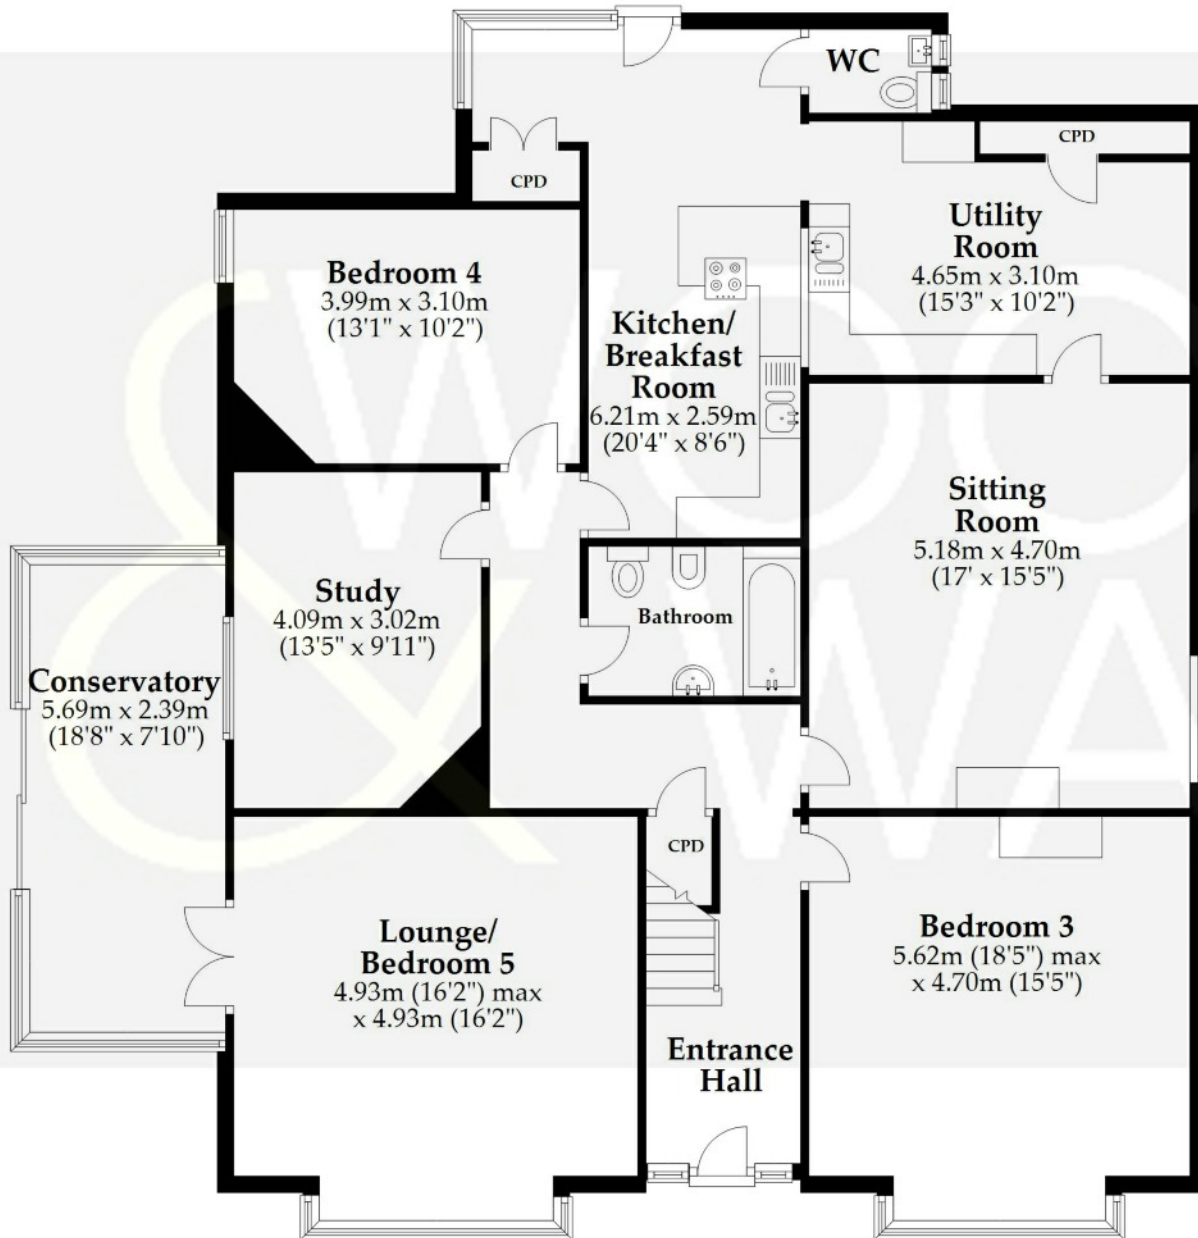 WC
CPD
CPD
Utility
Room
4.65m x 3.10m
(15'3" x 10'2")
Bedroom 4
3.99m x 3.10m
(13'1" x 10'2")
Kitchen/
Breakfast
Room
6.21m x 2.59m
(20'4" x 8'6")
Sitting
Room
5.18m x 4.70m
(17' x 15'5")
Study
4.09m x 3.02m
(13'5" x 9'11")
Bathroom
Conservatory
5.69m x 2.39m
(18'8" x 7'10")
CPD
Lounge/
Bedroom 5
4.93m (16'2") max
x 4.93m (16'2")
Bedroom 3
5.62m (18'5") max
x 4.70m (15'5")
Entrance
Hall
WOO
& WA